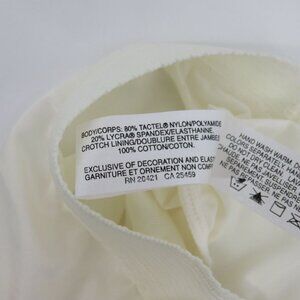 BODY/CORPS: 80% TACTEL® NYLON/POLYAMIDE
20% LYCRA® SPANDEX/ELASTHANNE.
CROTCH LINING/DOUBLURE ENTRE JAMBES
100% COTTON/COTON.
EXCLUSIVE OF DECORATION AND ELAST
GARNITURE ET ORNEMENT NON COMP
RN 20421 CA 25459
HAND WASH WARM
COLORS SEPARATELY